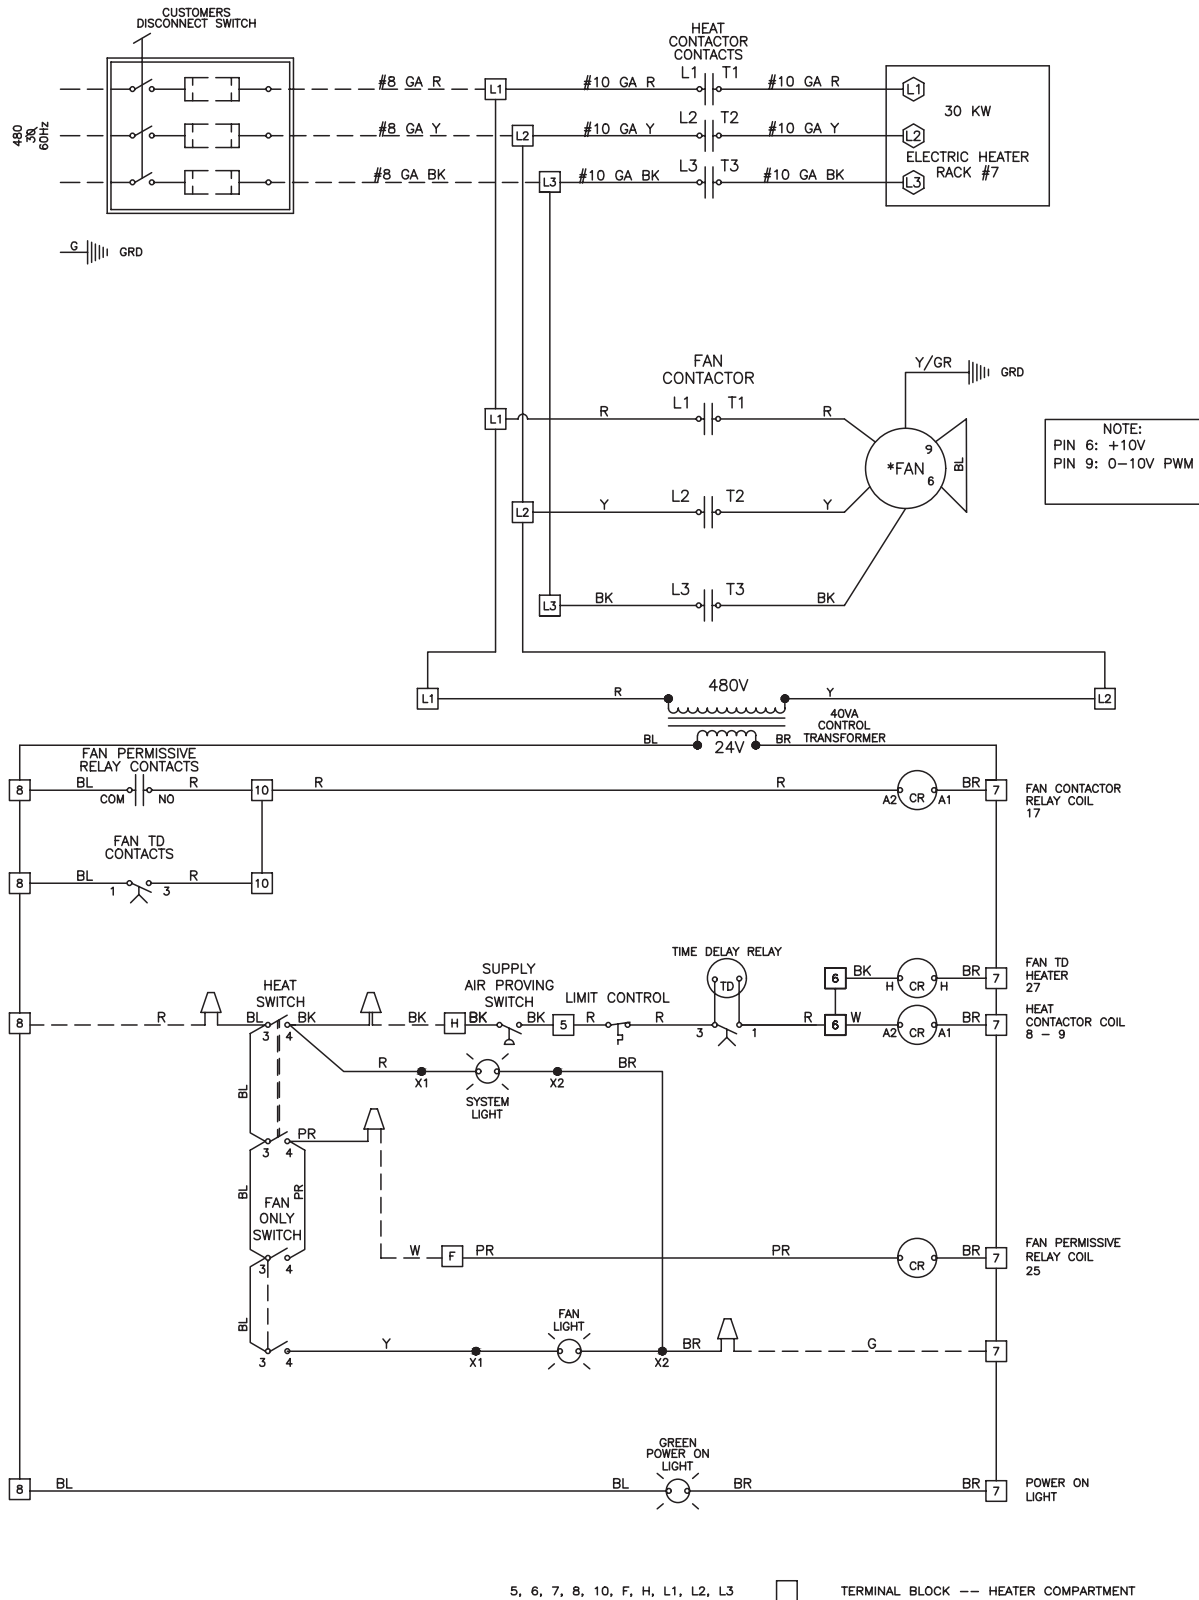 CUSTOMERS
DISCONNECT SWITCH
HEAT
CONTACTOR
CONTACTS
480
3Ø
60Hz
#8 GA R
L1
#10 GA R
L1 T1
#10 GA R
L1
30 KW
#8 GA Y
L2
#10 GA Y
L2 T2
#10 GA Y
L2
ELECTRIC HEATER
RACK #7
#8 GA BK
L3
#10 GA BK
L3 T3
#10 GA BK
L3
G
GRD
FAN
CONTACTOR
Y/GR
GRD
L1
R
L1 T1
R
9
*FAN
6
BL
NOTE:
PIN 6: +10V
PIN 9: 0-10V PWM
L2
Y
L2 T2
Y
L3
BK
L3 T3
BK
L1
R
480V
Y
L2
40VA
CONTROL
TRANSFORMER
BL
24V
BR
FAN PERMISSIVE
RELAY CONTACTS
8
BL
COM
NO
R
10
R
R
A2
CR
A1
BR
7
FAN CONTACTOR
RELAY COIL
17
FAN TD
CONTACTS
8
BL
1
3
R
10
TIME DELAY RELAY
TD
6
BK
H
CR
H
BR
7
FAN TD
HEATER
27
8
R
HEAT
SWITCH
BL
3
4
BK
BK
H
BK
SUPPLY
AIR PROVING
SWITCH
BK
5
R
LIMIT CONTROL
R
3
1
R
6
W
A2
CR
A1
BR
7
HEAT
CONTACTOR COIL
8 - 9
R
X1
SYSTEM
LIGHT
X2
BR
BL
3
4
PR
BL
PR
FAN
ONLY
SWITCH
3
4
W
F
PR
PR
CR
BR
7
FAN PERMISSIVE
RELAY COIL
25
BL
3
4
Y
X1
FAN
LIGHT
X2
BR
G
7
8
BL
BL
GREEN
POWER ON
LIGHT
BR
BR
7
POWER ON
LIGHT
5, 6, 7, 8, 10, F, H, L1, L2, L3
TERMINAL BLOCK -- HEATER COMPARTMENT